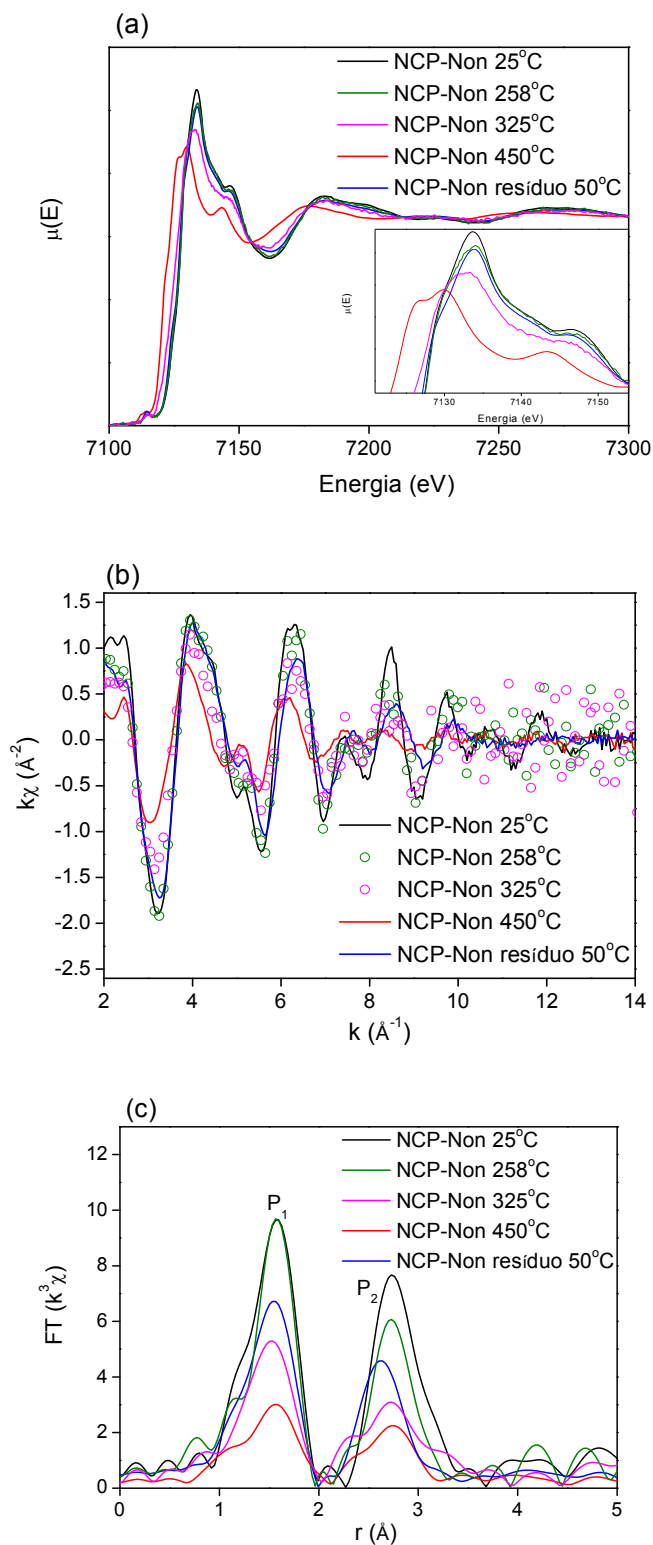 (a)
NCP-Non 25°C
NCP-Non 258°C
NCP-Non 325°C
NCP-Non 450°C
NCP-Non resíduo 50°C
μ(E)
μ(E)
7130 7140 7150
Energia (eV)
7100 7150 7200 7250 7300
Energia (eV)
(b)
1.5
1.0
0.5
0.0
-0.5
-1.0
-1.5
-2.0
-2.5
kχ (Å⁻²)
NCP-Non 25°C
NCP-Non 258°C
NCP-Non 325°C
NCP-Non 450°C
NCP-Non resíduo 50°C
2 4 6 8 10 12 14
k (Å⁻¹)
(c)
NCP-Non 25°C
NCP-Non 258°C
NCP-Non 325°C
NCP-Non 450°C
NCP-Non resíduo 50°C
12
10
8
6
4
2
0
FT (k³χ)
P₁
P₂
0 1 2 3 4 5
r (Å)